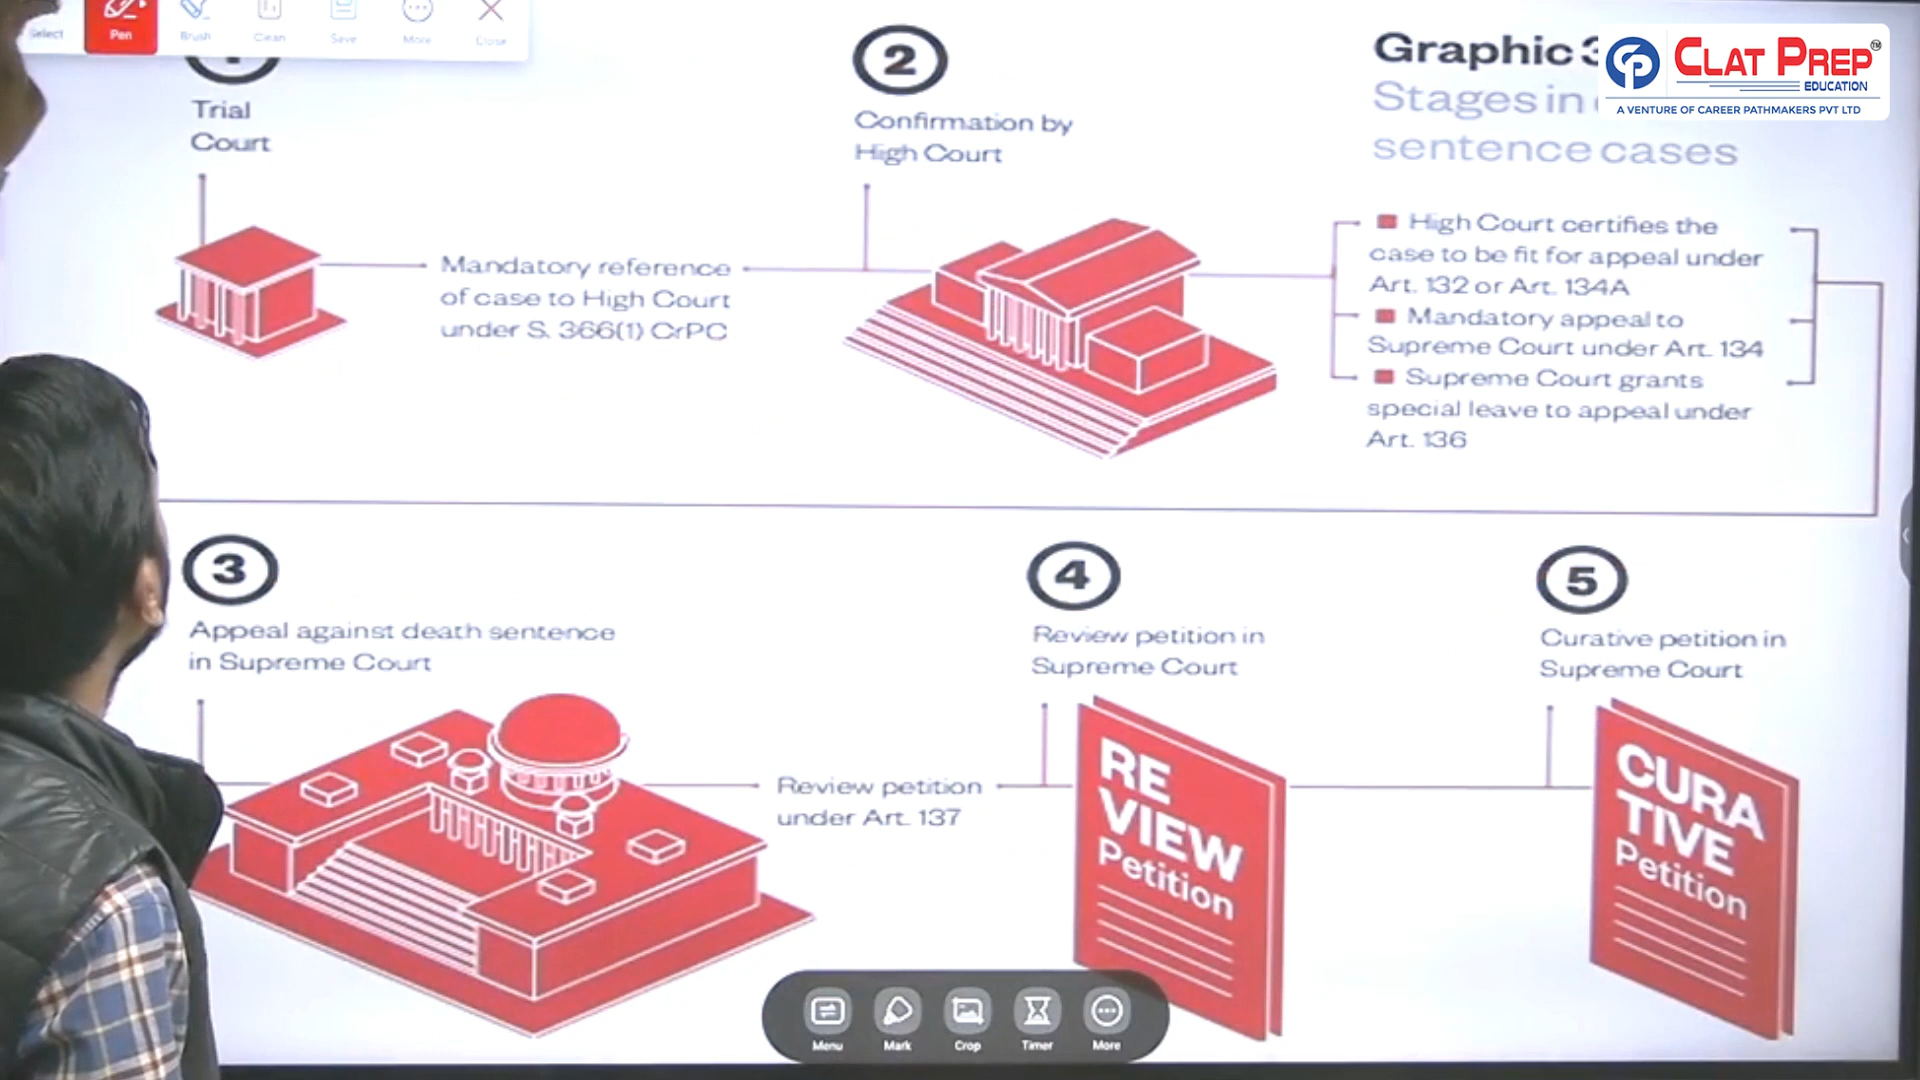 Select
Pen
Brush
Clean
Save
More
Close
1
Trial
Court
Mandatory reference
of case to High Court
under S. 366(1) CrPC
2
Confirmation by
High Court
Graphic 3
Stages in
sentence cases
CLAT PREP
TM
EDUCATION
A VENTURE OF CAREER PATHMAKERS PVT LTD
High Court certifies the
case to be fit for appeal under
Art. 132 or Art. 134A
Mandatory appeal to
Supreme Court under Art. 134
Supreme Court grants
special leave to appeal under
Art. 136
3
Appeal against death sentence
in Supreme Court
Review petition
under Art. 137
4
Review petition in
Supreme Court
RE
VIEW
Petition
5
Curative petition in
Supreme Court
CURA
TIVE
Petition
Menu
Mark
Crop
Timer
More